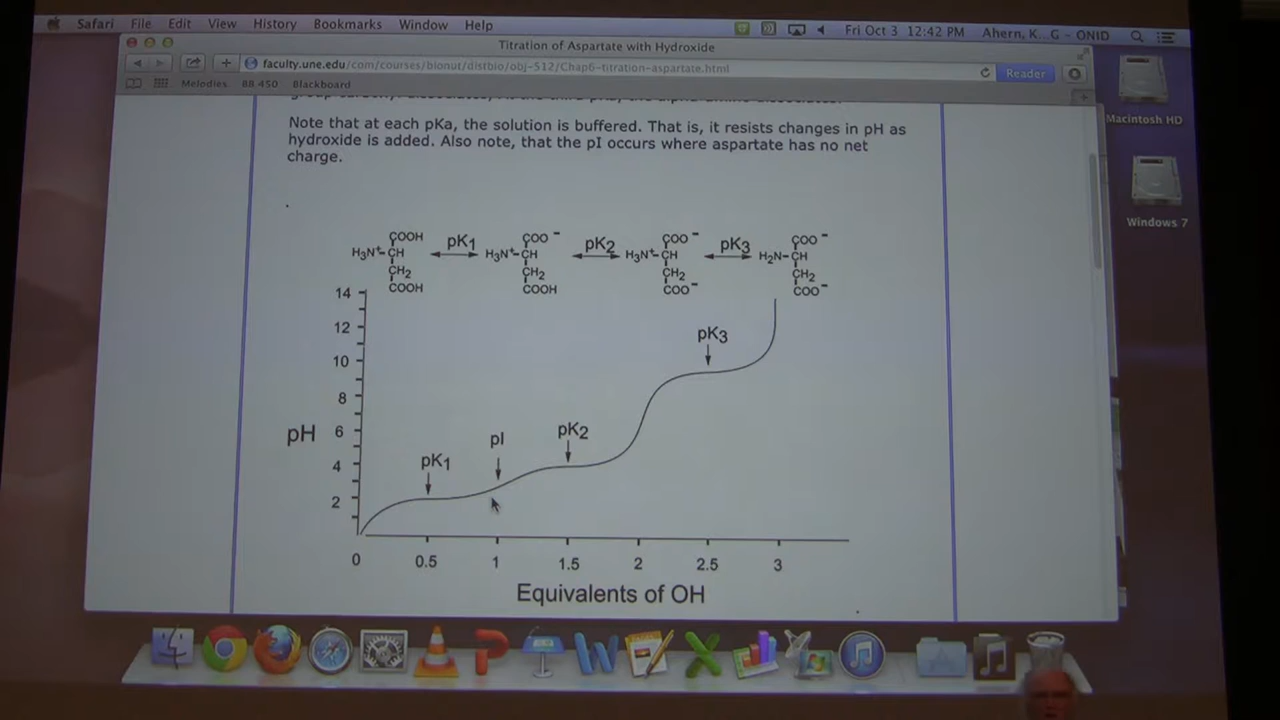 Safari File Edit View History Bookmarks Window Help Fri Oct 3 12:42 PM Ahern, K...G - ONID
Titration of Aspartate with Hydroxide
faculty.une.edu/com/courses/bionut/distbio/obj-512/Chap6-titration-aspartate.html
Reader
Melodies BB 450 Blackboard
Macintosh HD
Windows 7
Note that at each pKa, the solution is buffered. That is, it resists changes in pH as
hydroxide is added. Also note, that the pI occurs where aspartate has no net
charge.
COOH COO⁻ COO⁻ COO⁻
H₃N⁺-CH pK1 H₃N⁺-CH pK2 H₃N⁺-CH pK3 H₂N-CH
CH₂ CH₂ CH₂ CH₂
COOH COOH COO⁻ COO⁻
14
12
10
8
6
4
2
pH
pK1
pI
pK2
pK3
0 0.5 1 1.5 2 2.5 3
Equivalents of OH